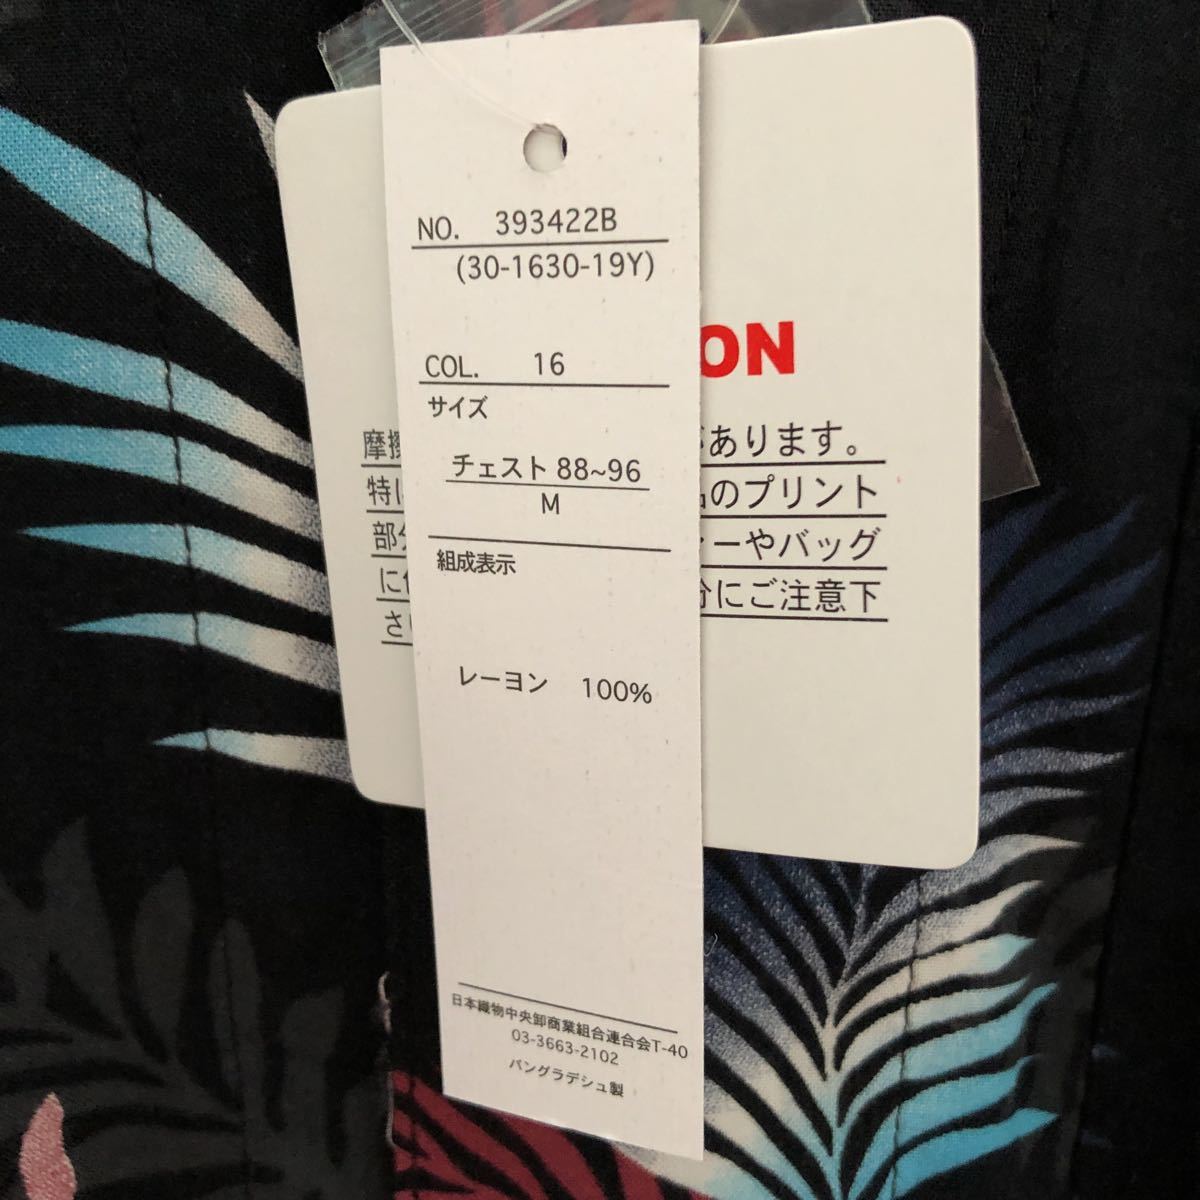 NO. 393422B
(30-1630-19Y)
COL. 16
サイズ
チェスト 88~96
M
組成表示
レーヨン 100%
日本織物中央卸商業組合連合会T-40
03-3663-2102
バングラデシュ製
ON
摩擦 があります。
特に 品のプリント
部分 ーやバッグ
に 分にご注意下
さい